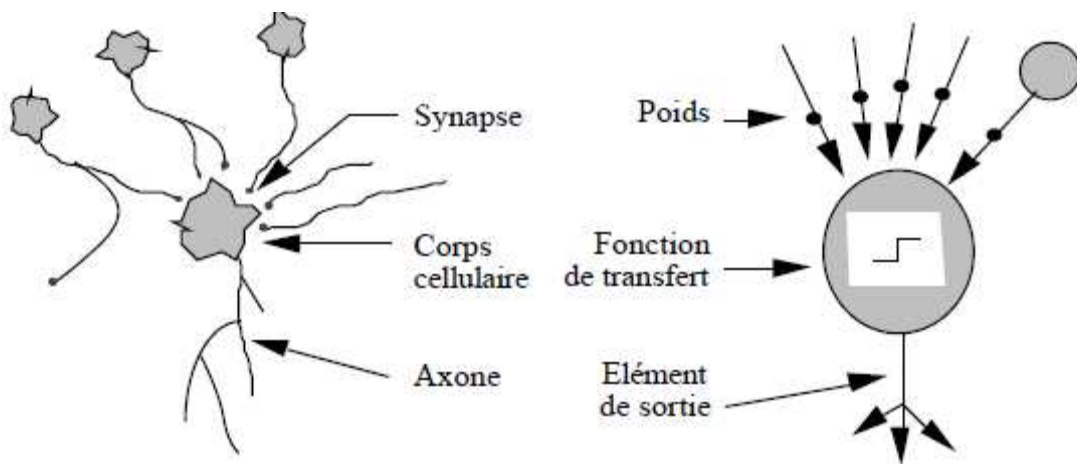 Synapse
Corps
cellulaire
Axone
Poids
Fonction
de transfert
Elément
de sortie